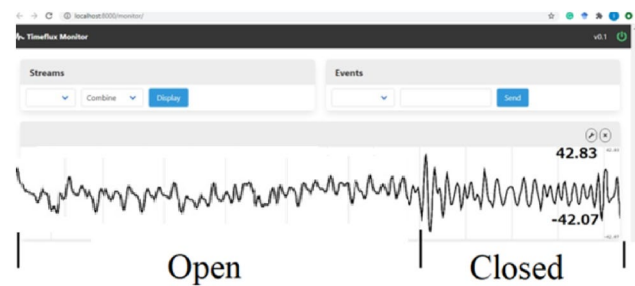 localhost:8000/monitor/
Timeflux Monitor v0.1
Streams Events
Combine Display Send
42.83
-42.07
Open Closed